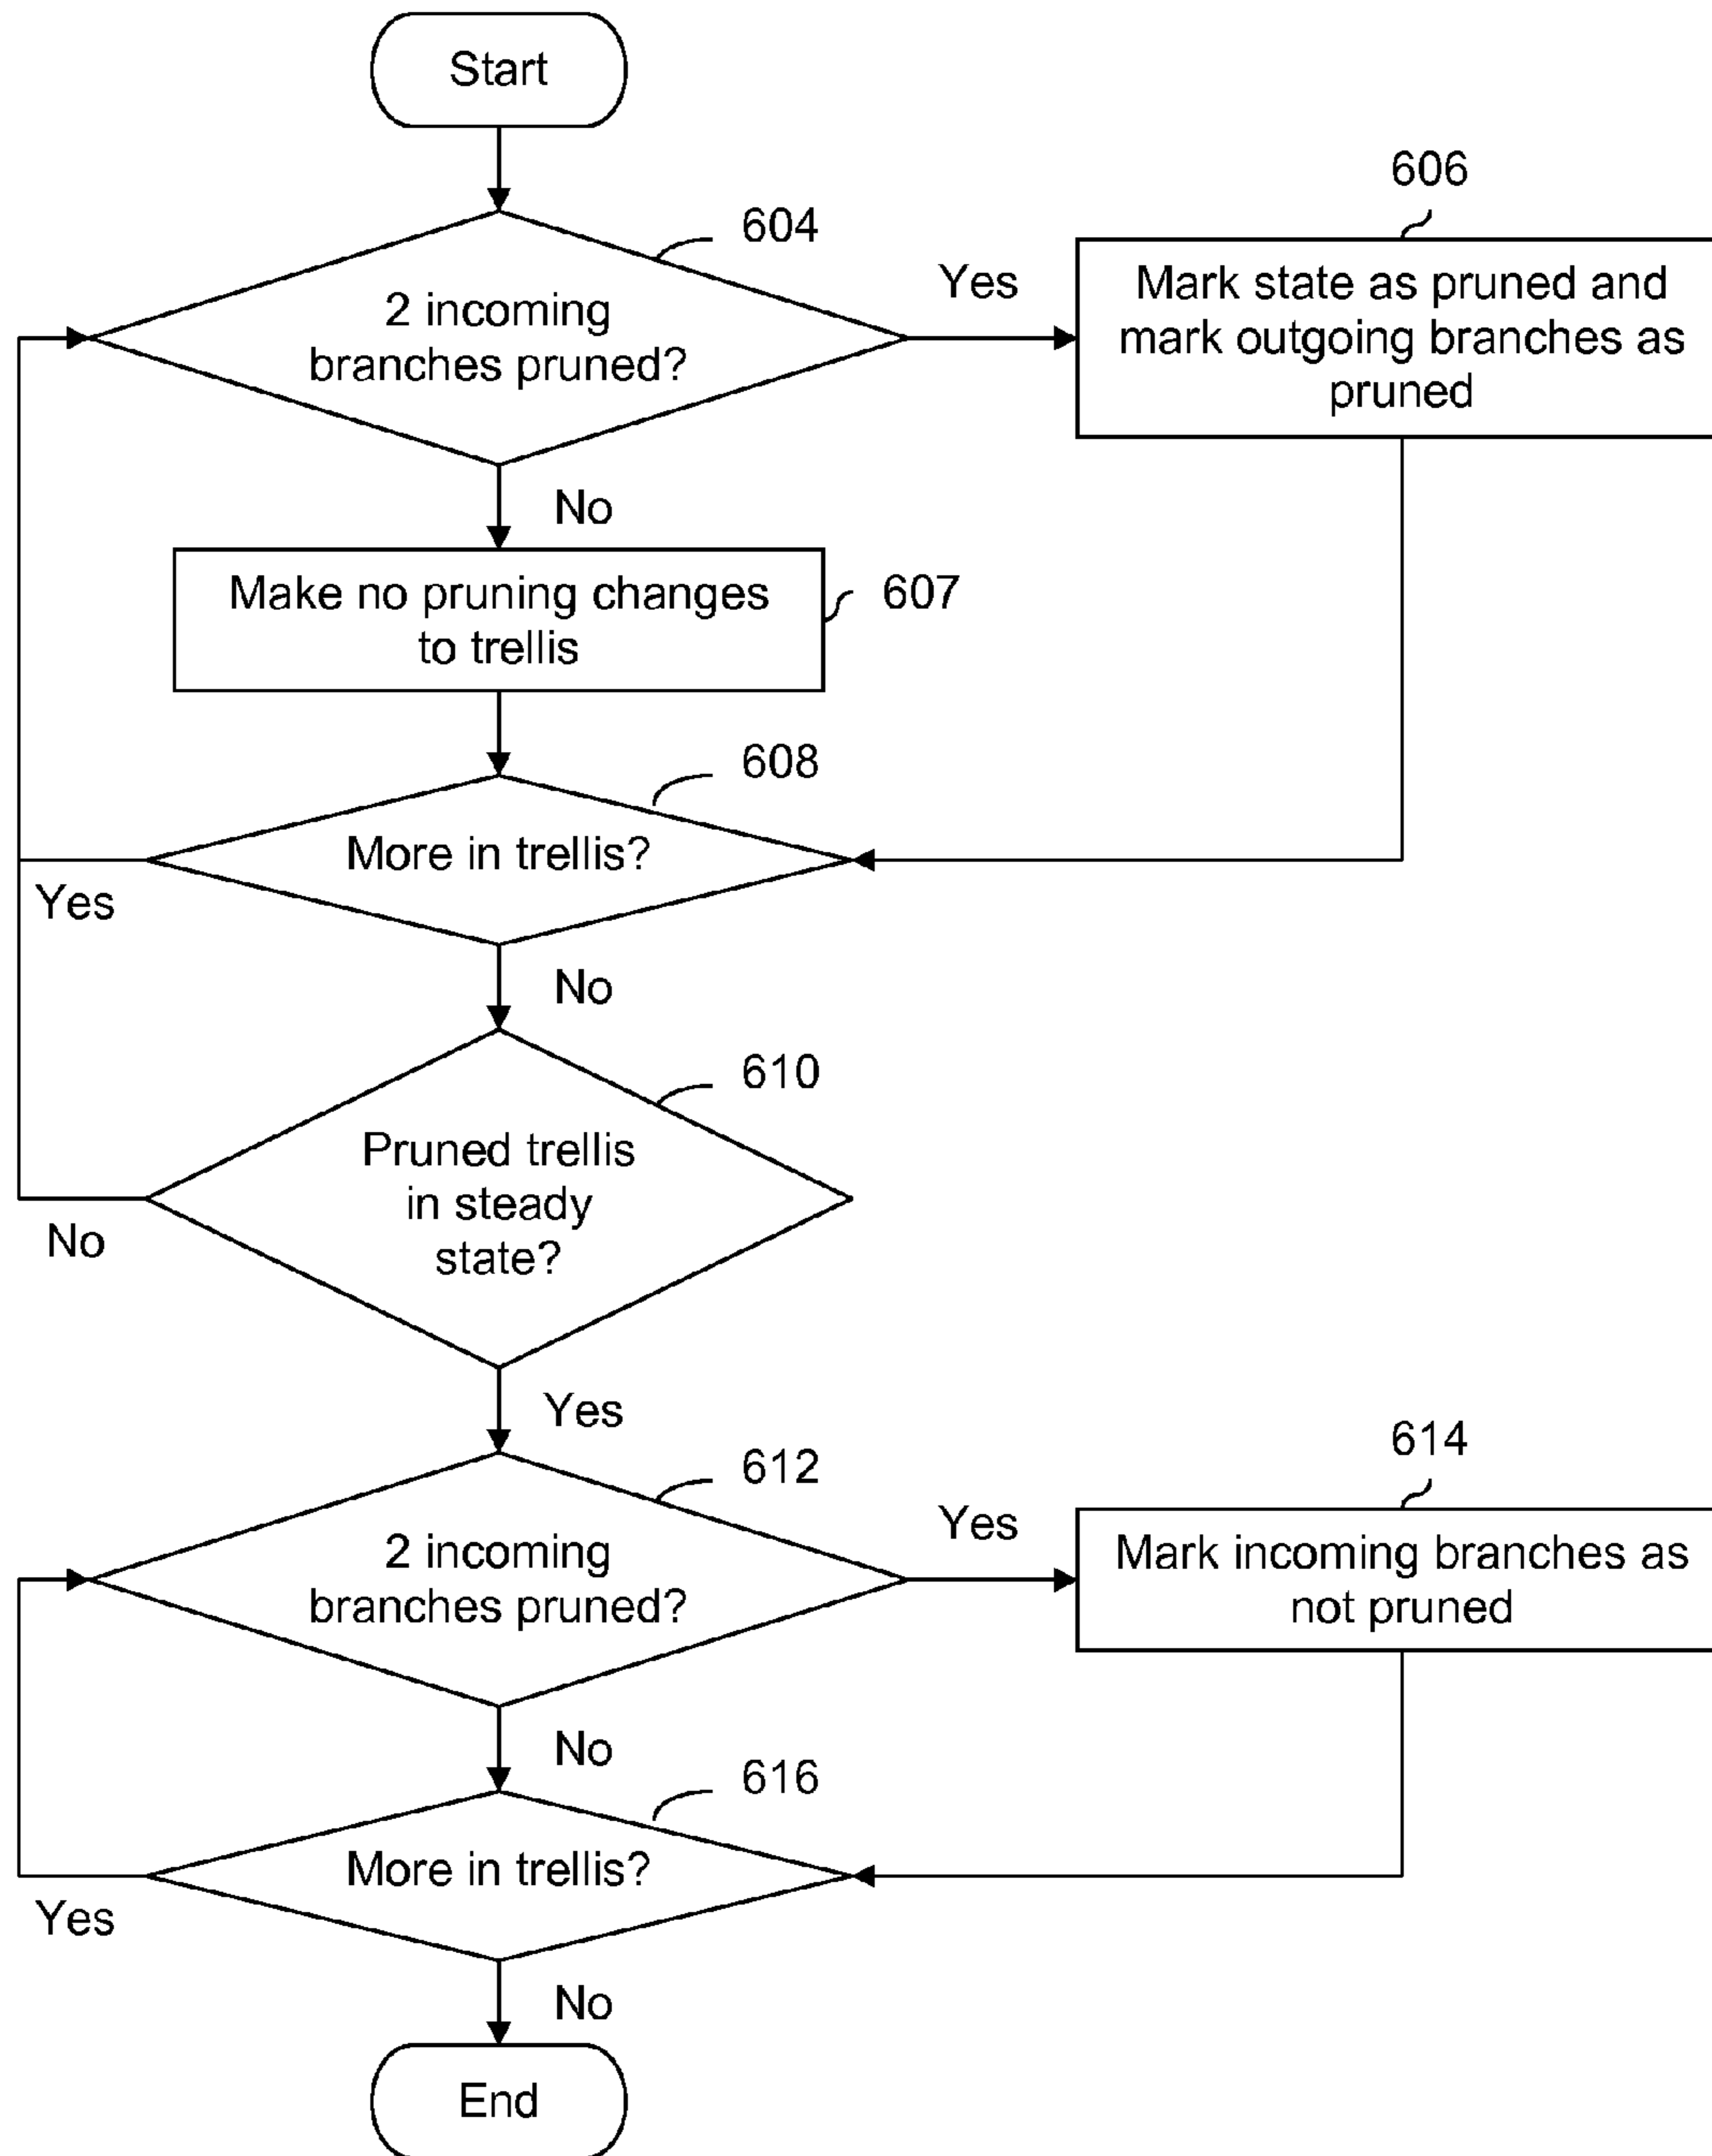 Start
604
2 incoming
branches pruned?
Yes
606
Mark state as pruned and
mark outgoing branches as
pruned
No
Make no pruning changes
to trellis
607
608
More in trellis?
Yes
No
610
Pruned trellis
in steady
state?
No
Yes
612
2 incoming
branches pruned?
Yes
614
Mark incoming branches as
not pruned
No
616
More in trellis?
Yes
No
End